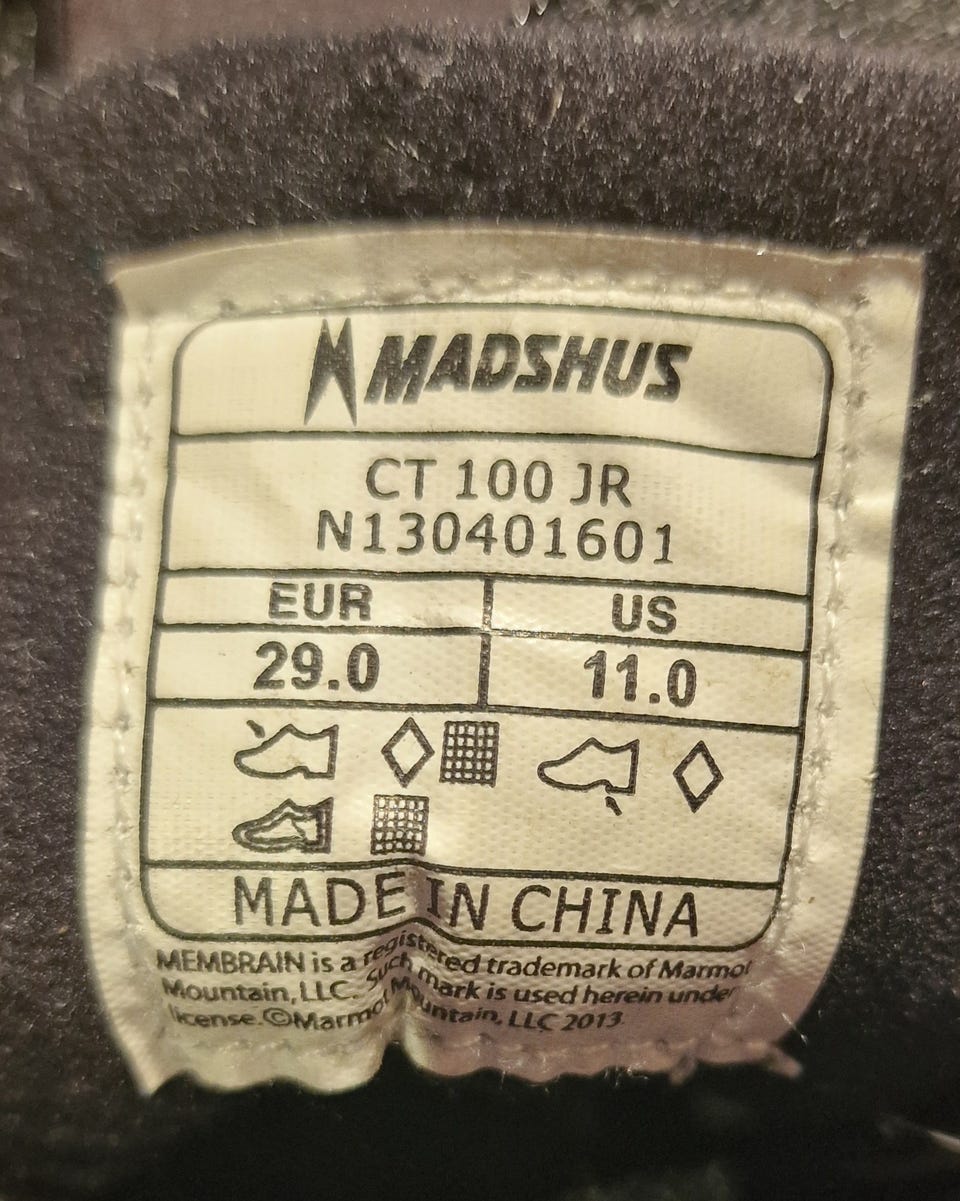 MADSHUS
CT 100 JR
N130401601
EUR US
29.0 11.0
MADE IN CHINA
MEMBRAIN is a registered trademark of Marmot
Mountain, LLC. Such mark is used herein under
license.©Marmot Mountain, LLC 2013.